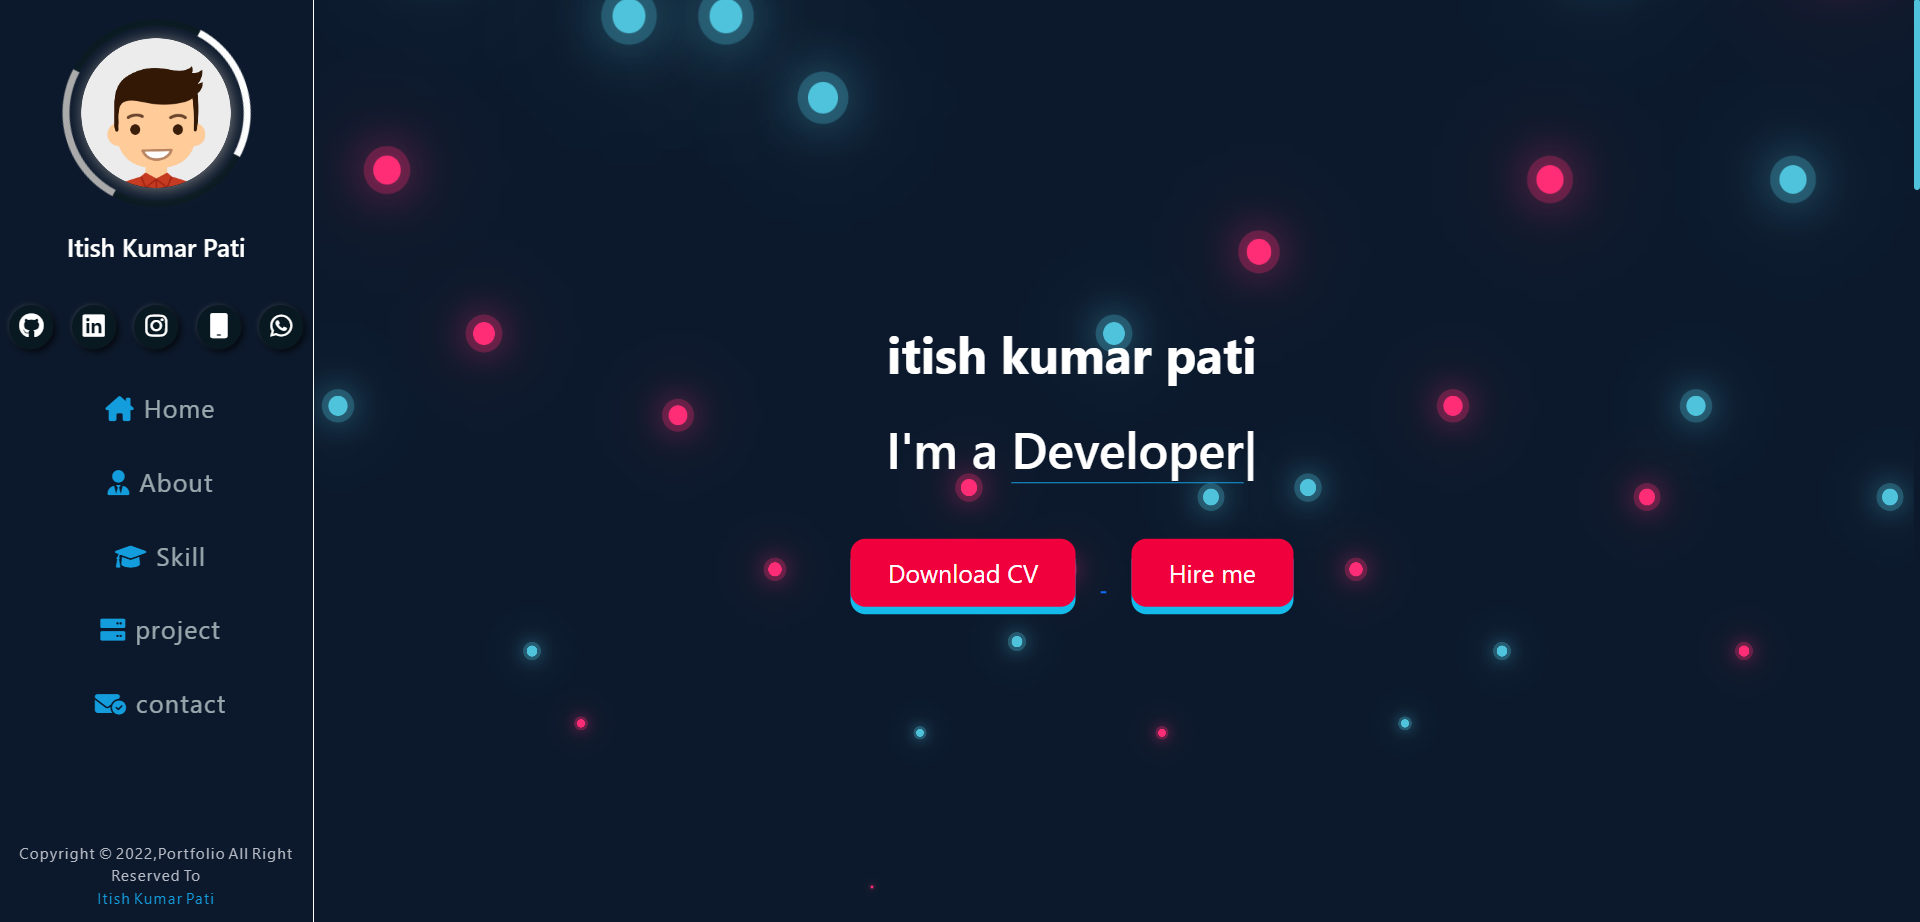 Itish Kumar Pati
Home
About
Skill
project
contact
Copyright © 2022,Portfolio All Right
Reserved To
Itish Kumar Pati
itish kumar pati
I'm a Developer|
Download CV
Hire me